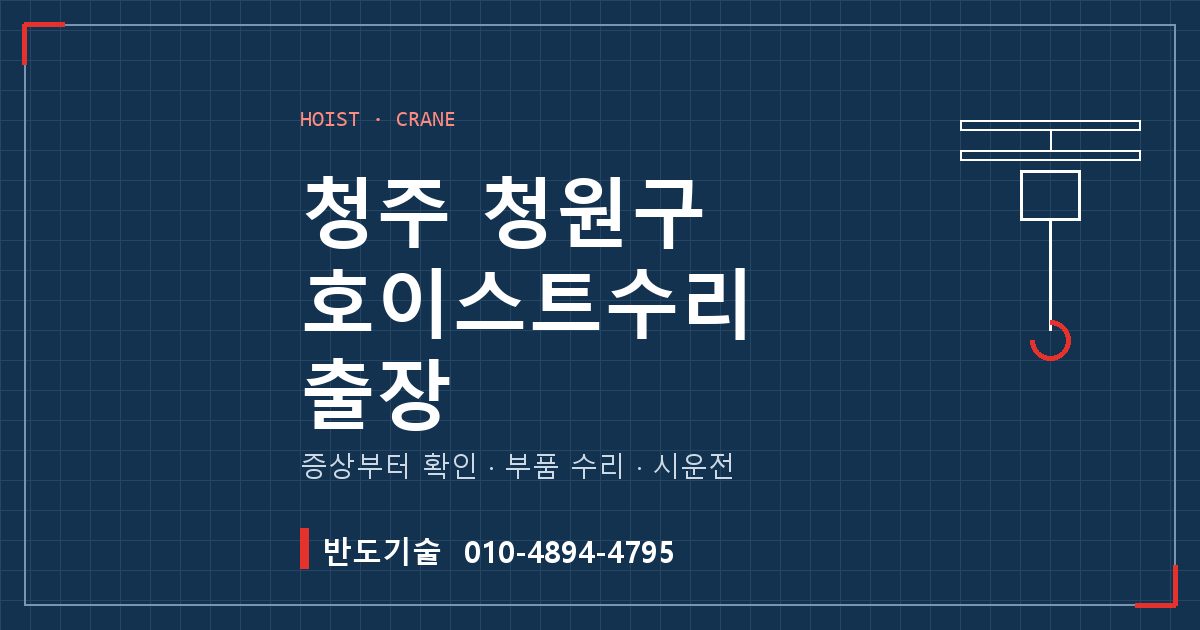 HOIST · CRANE
청주 청원구
호이스트수리
출장
증상부터 확인 · 부품 수리 · 시운전
반도기술 010-4894-4795